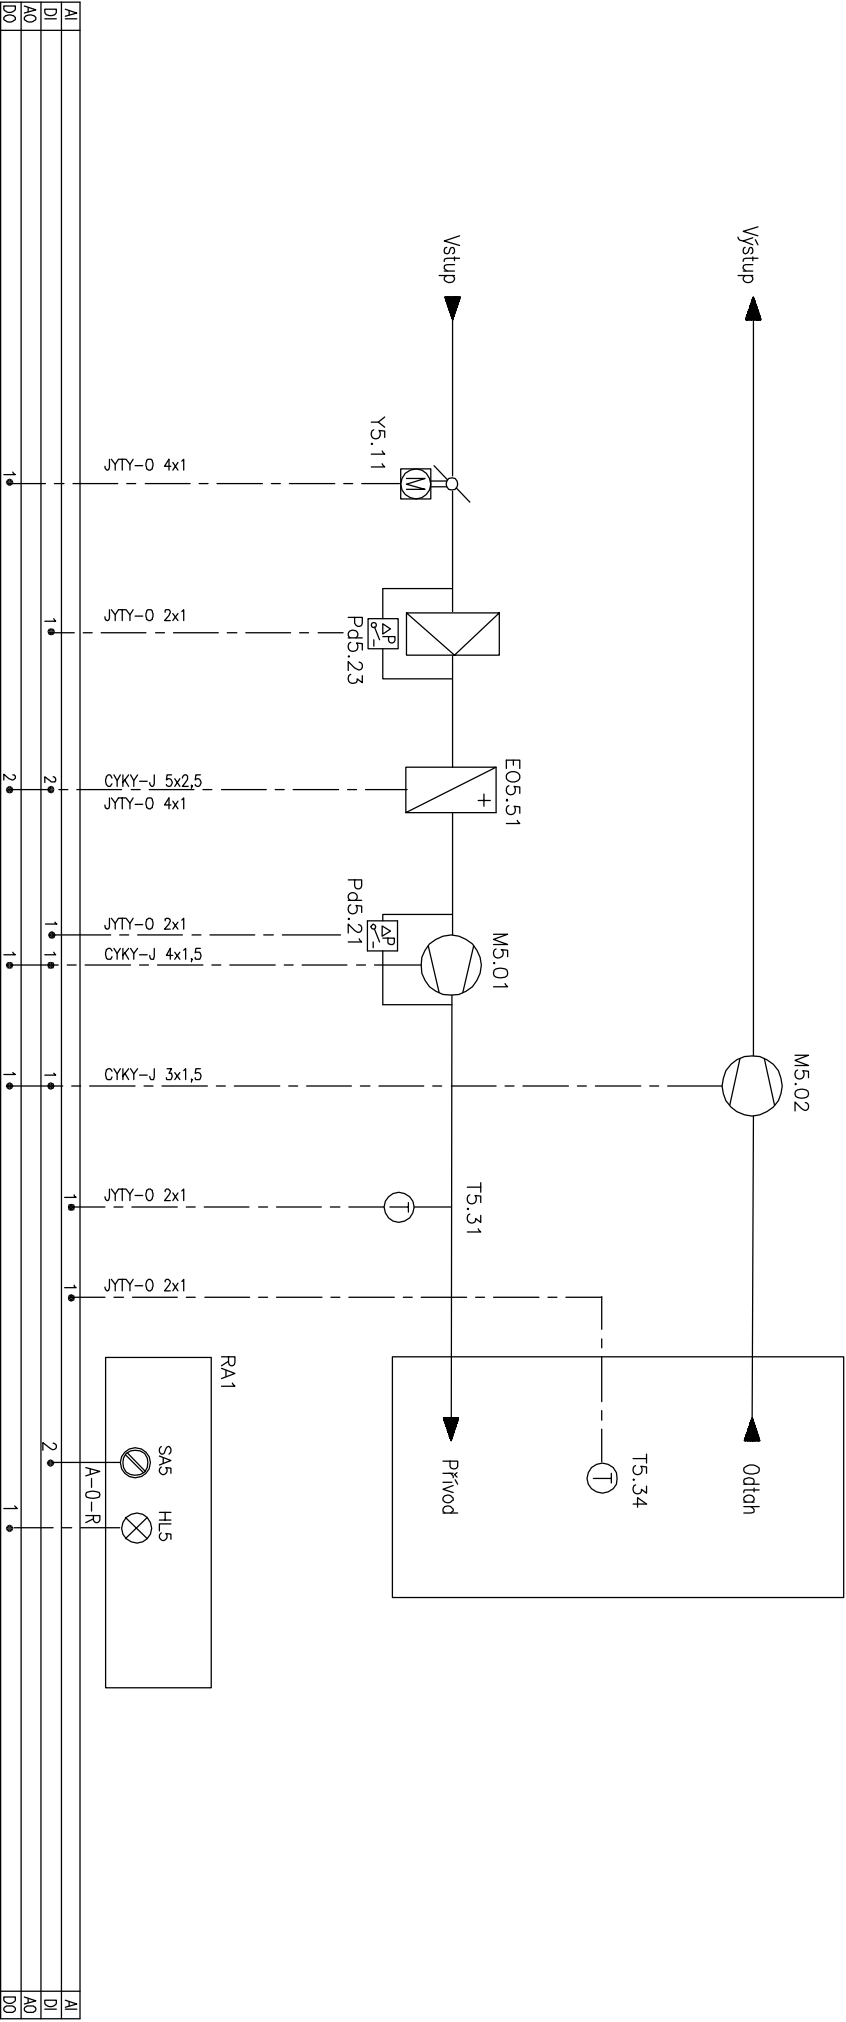 Výstup
M5.02
Odtah
Vstup
Y5.11
M
Pd5.23
ΔP
E05.51
+
Pd5.21
ΔP
M5.01
T5.31
T
T5.34
T
Přívod
RA1
SA5
HL5
A-0-R
JYTY-O 4x1
JYTY-O 2x1
CYKY-J 5x2,5
JYTY-O 4x1
JYTY-O 2x1
CYKY-J 4x1,5
CYKY-J 3x1,5
JYTY-O 2x1
JYTY-O 2x1
AI 1 1 AI
DI 1 2 1 1 1 2 DI
AO AO
DO 1 2 1 1 1 DO